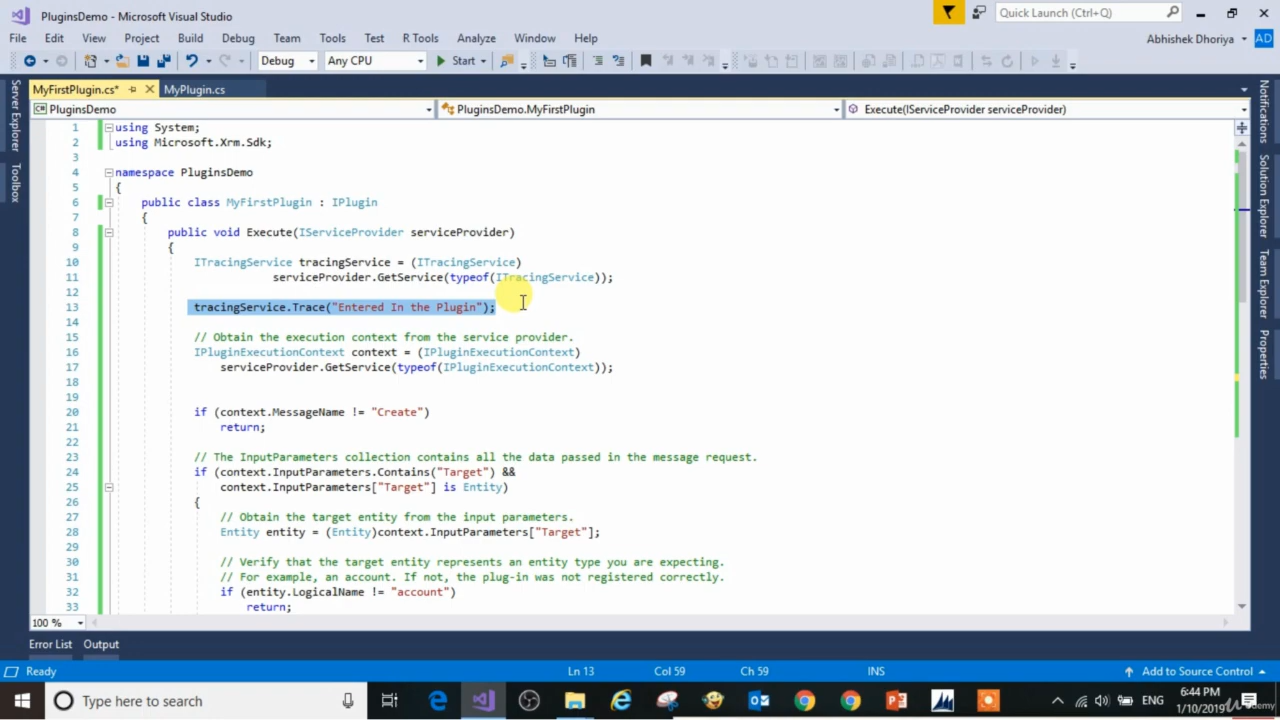 PluginsDemo - Microsoft Visual Studio
Quick Launch (Ctrl+Q)
File Edit View Project Build Debug Team Tools Test R Tools Analyze Window Help
Abhishek Dhoriya AD
Debug Any CPU Start
MyFirstPlugin.cs* MyPlugin.cs
PluginsDemo PluginsDemo.MyFirstPlugin Execute(IServiceProvider serviceProvider)
Server Explorer
Toolbox
1 using System;
2 using Microsoft.Xrm.Sdk;
3
4 namespace PluginsDemo
5 {
6 public class MyFirstPlugin : IPlugin
7 {
8 public void Execute(IServiceProvider serviceProvider)
9 {
10 ITracingService tracingService = (ITracingService)
11 serviceProvider.GetService(typeof(ITracingService));
12
13 tracingService.Trace("Entered In the Plugin");
14
15 // Obtain the execution context from the service provider.
16 IPluginExecutionContext context = (IPluginExecutionContext)
17 serviceProvider.GetService(typeof(IPluginExecutionContext));
18
19
20 if (context.MessageName != "Create")
21 return;
22
23 // The InputParameters collection contains all the data passed in the message request.
24 if (context.InputParameters.Contains("Target") &&
25 context.InputParameters["Target"] is Entity)
26 {
27 // Obtain the target entity from the input parameters.
28 Entity entity = (Entity)context.InputParameters["Target"];
29
30 // Verify that the target entity represents an entity type you are expecting.
31 // For example, an account. If not, the plug-in was not registered correctly.
32 if (entity.LogicalName != "account")
33 return;
Notifications
Solution Explorer
Team Explorer
Properties
100 %
Error List Output
Ready Ln 13 Col 59 Ch 59 INS Add to Source Control
Type here to search
ENG
6:44 PM
1/10/2019
Udemy